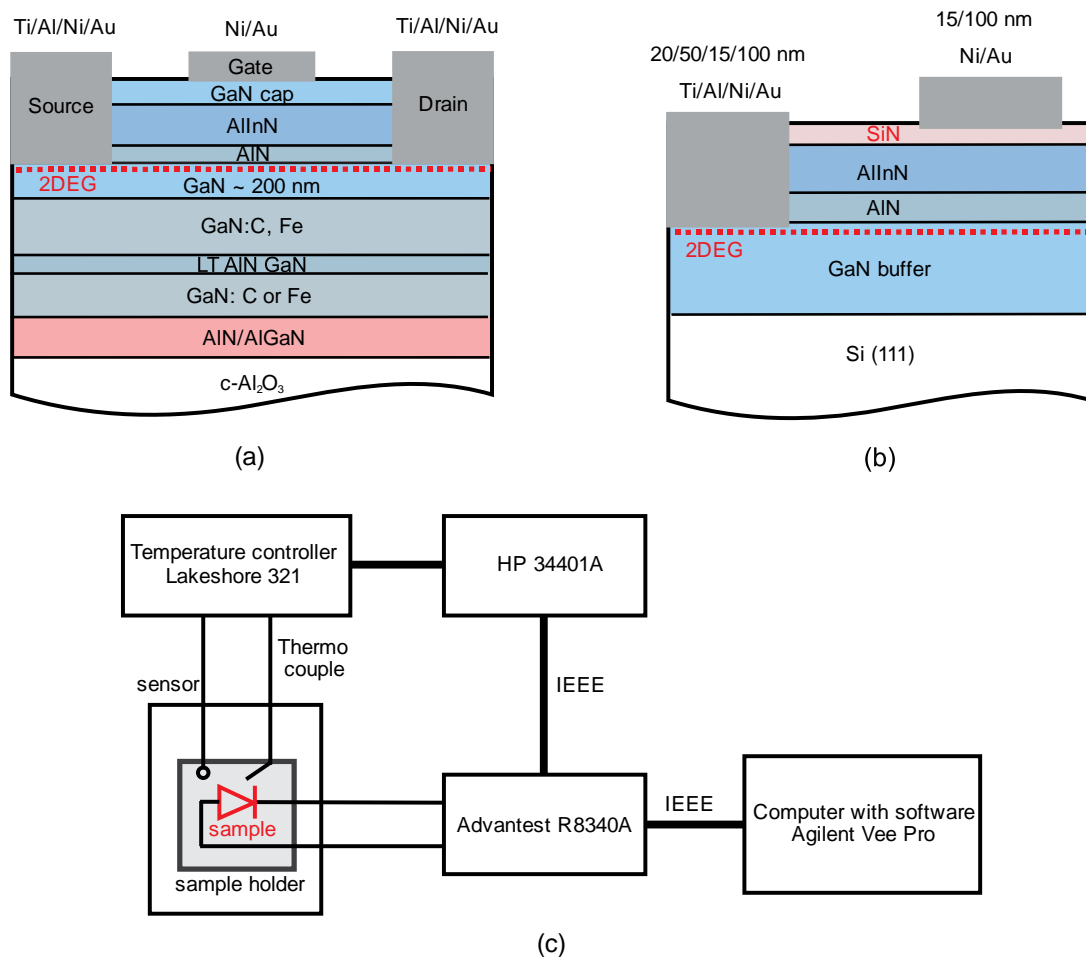 Ti/Al/Ni/Au
Ni/Au
Ti/Al/Ni/Au
Gate
Source
GaN cap
Drain
AlInN
AlN
2DEG
GaN ~ 200 nm
GaN:C, Fe
LT AlN GaN
GaN: C or Fe
AlN/AlGaN
c-Al₂O₃
(a)
15/100 nm
20/50/15/100 nm
Ni/Au
Ti/Al/Ni/Au
SiN
AlInN
AlN
2DEG
GaN buffer
Si (111)
(b)
Temperature controller
Lakeshore 321
HP 34401A
Thermo
couple
sensor
IEEE
sample
sample holder
Advantest R8340A
IEEE
Computer with software
Agilent Vee Pro
(c)